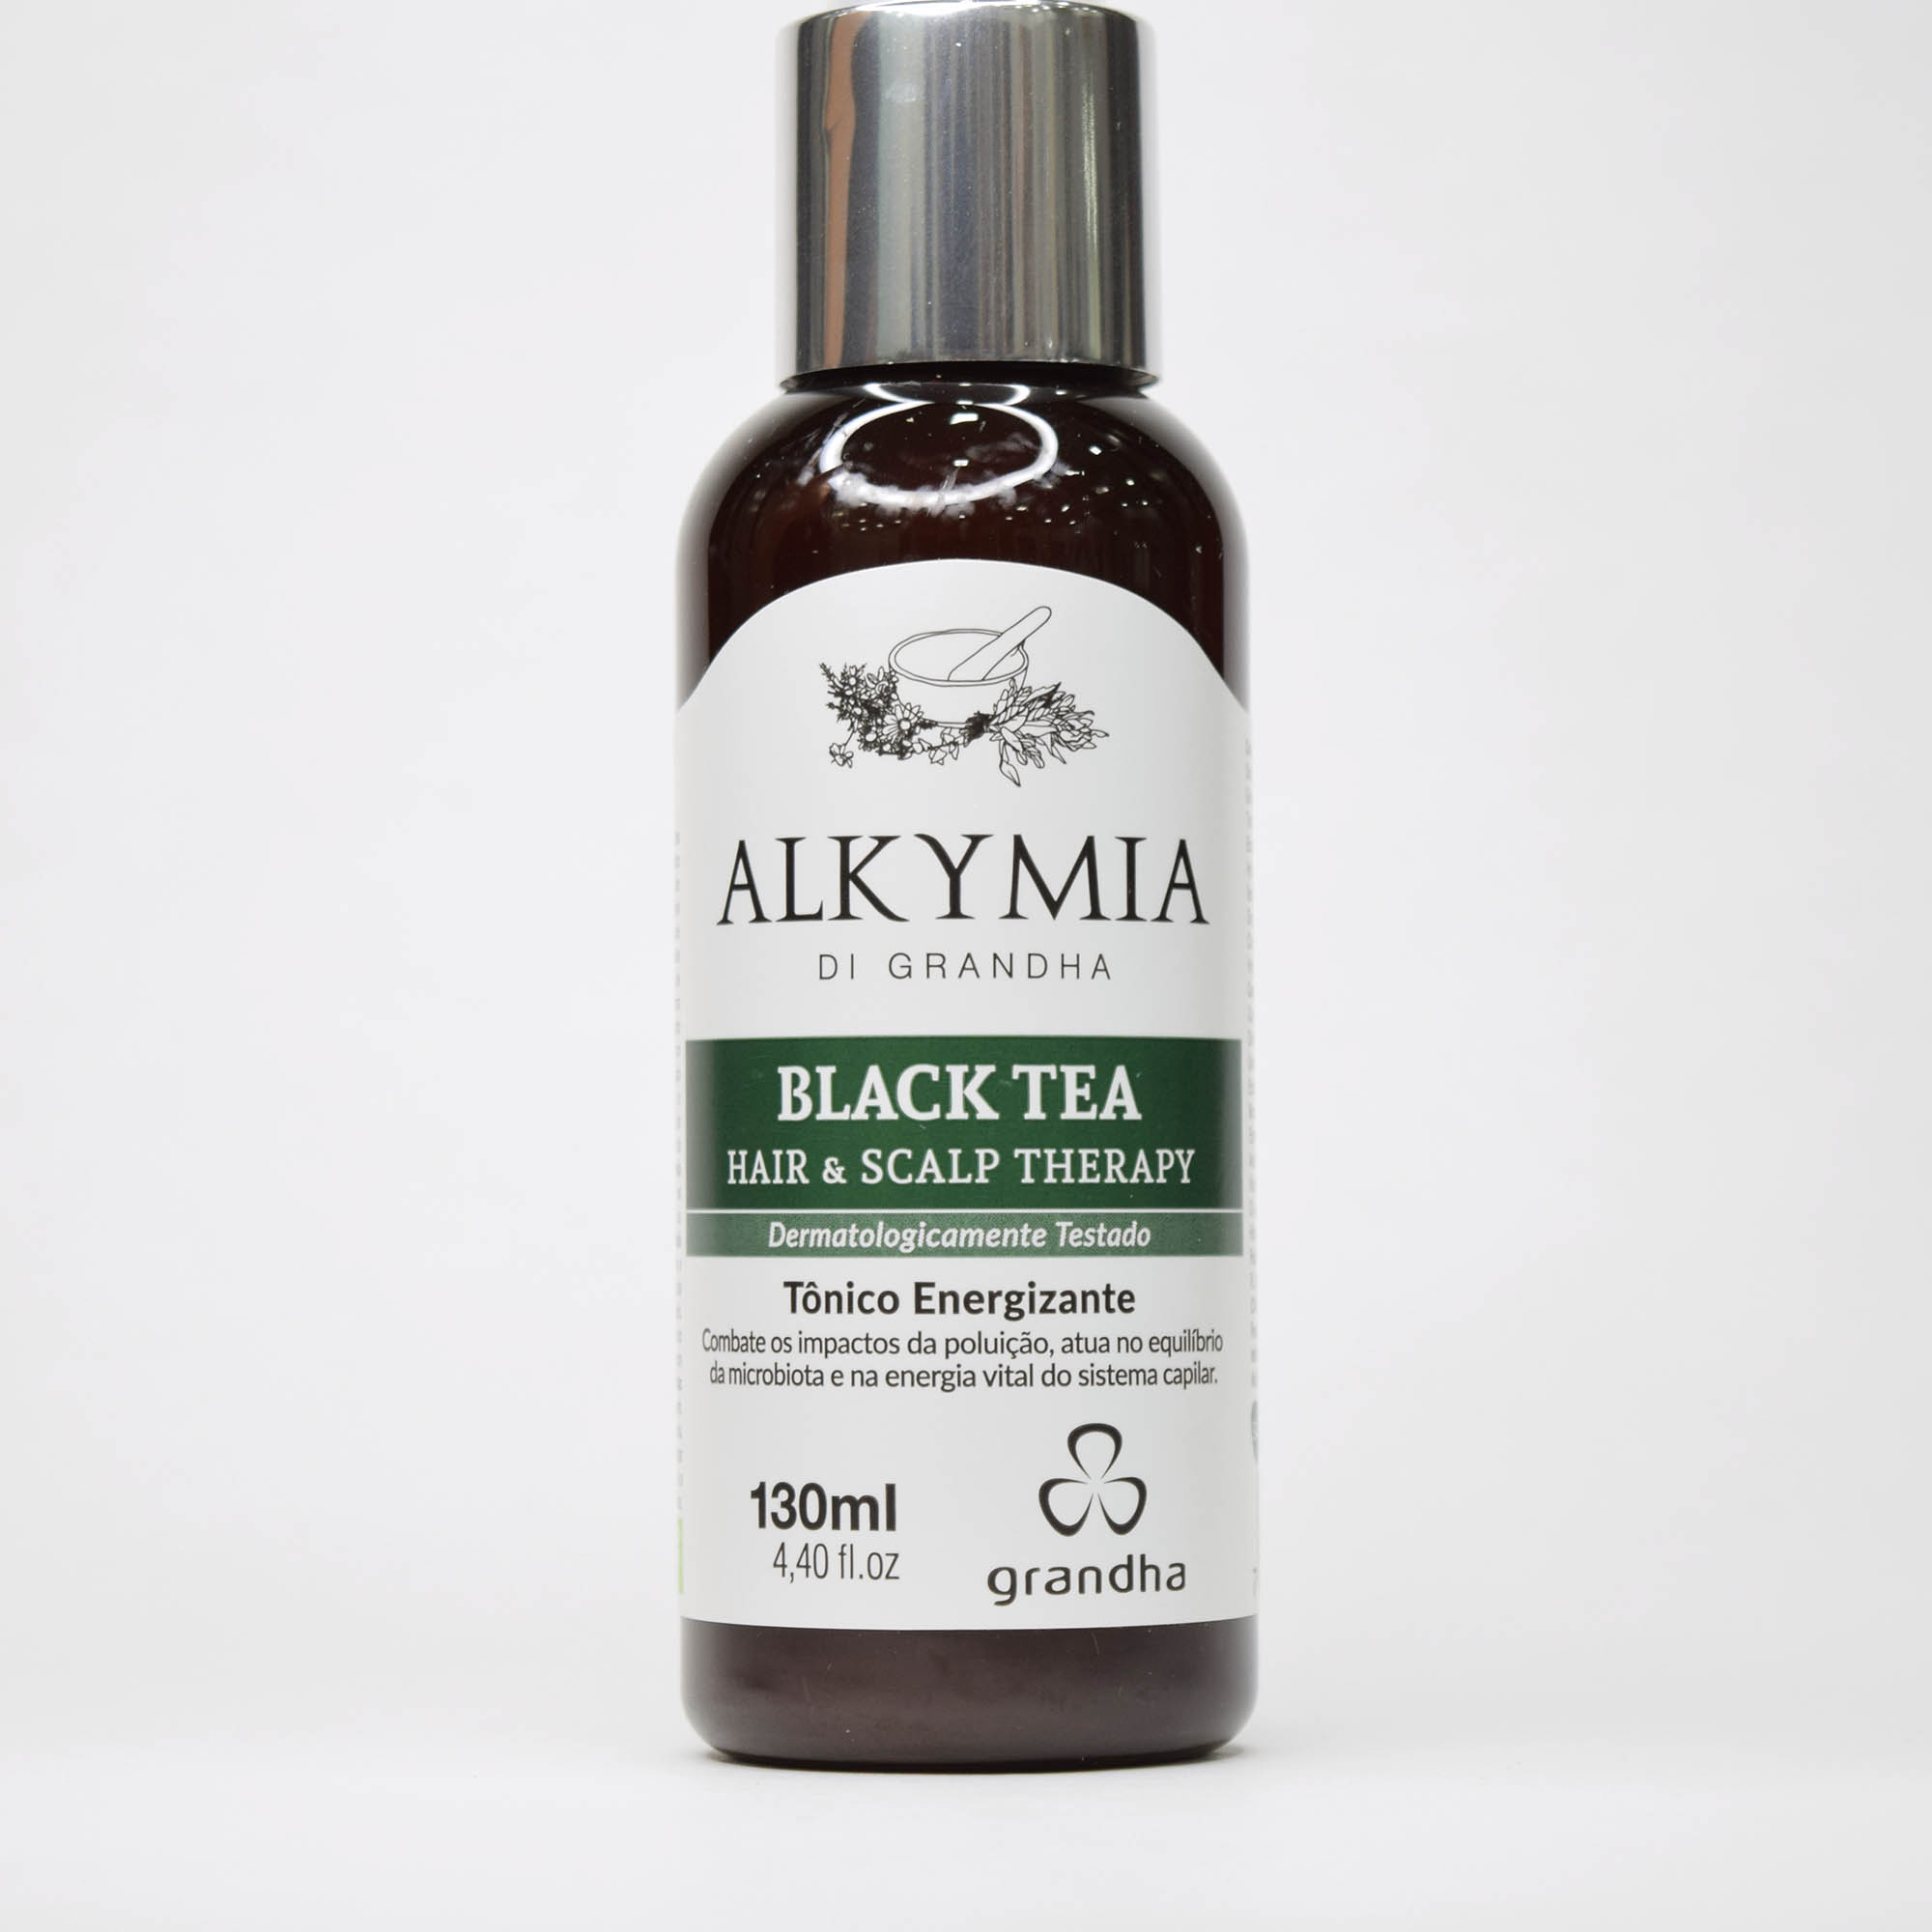 ALKYMIA
DI GRANDHA
BLACK TEA
HAIR & SCALP THERAPY
Dermatologicamente Testado
Tônico Energizante
Combate os impactos da poluição, atua no equilíbrio
da microbiota e na energia vital do sistema capilar.
130ml
4,40 fl.oz
grandha